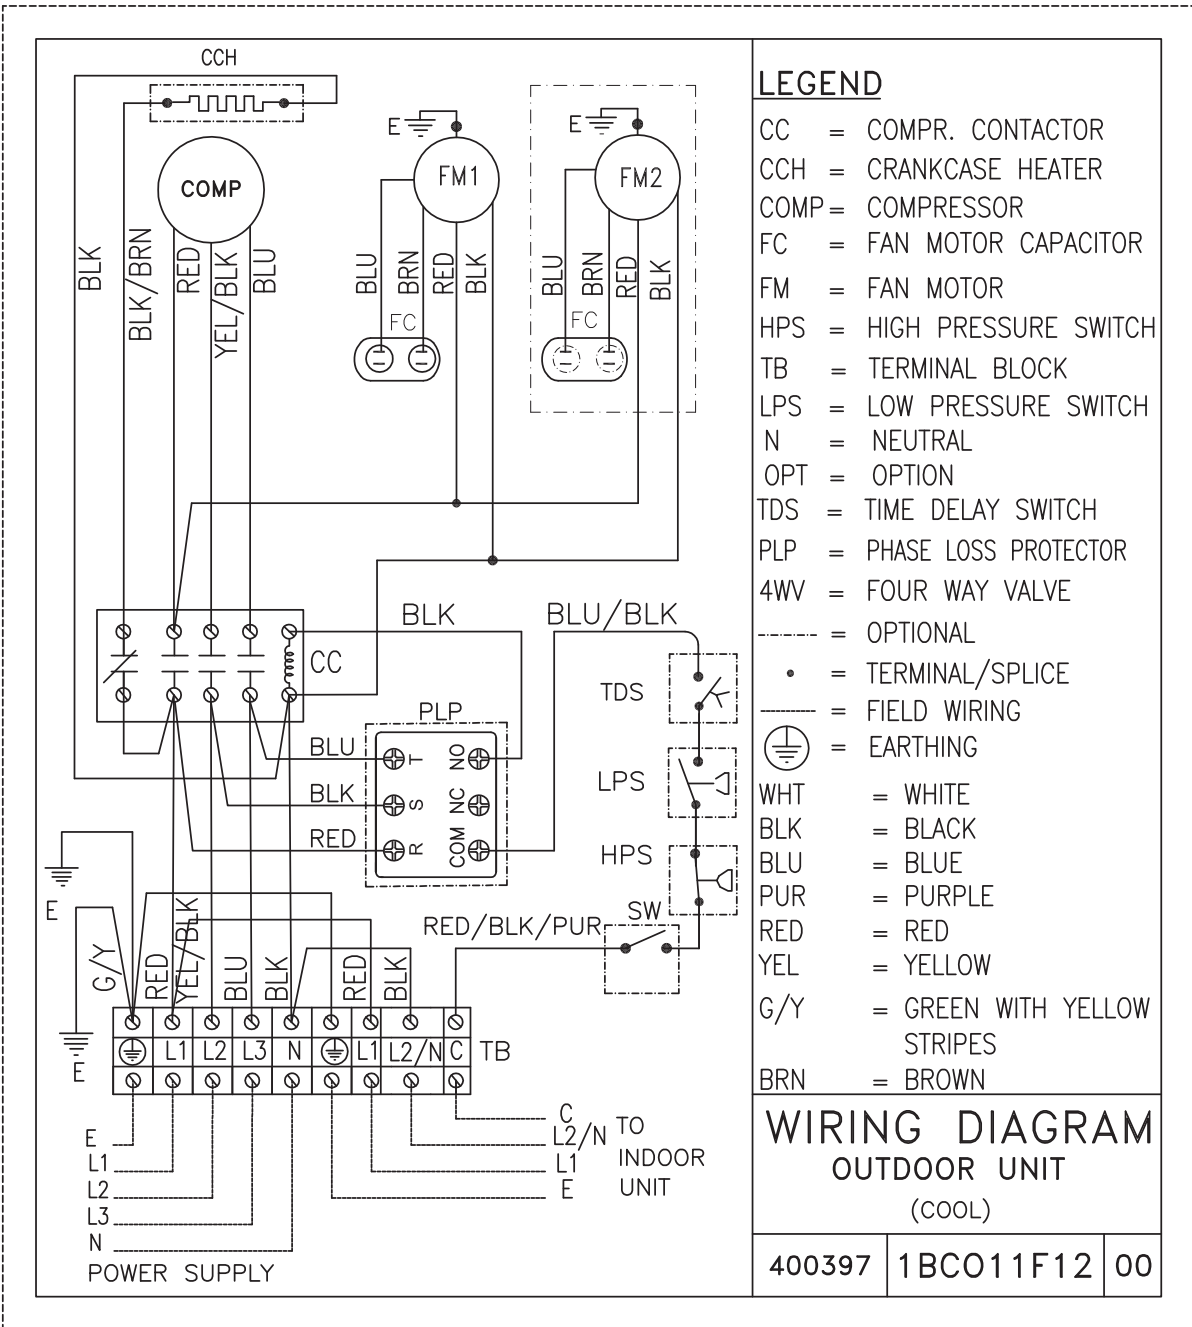 CCH
COMP
E
FM1
E
FM2
BLK
BLK/BRN
RED
YEL/BLK
BLU
BLU
BRN
RED
BLK
FC
BLU
BRN
RED
BLK
FC
CC
BLK
BLU/BLK
TDS
LPS
HPS
SW
PLP
BLU
T
NO
BLK
S
NC
RED
R
COM
RED/BLK/PUR
E
E
G/Y
RED
YEL/BLK
BLU
BLK
RED
BLK
L1 L2 L3 N L1 L2/N C TB
E
L1
L2
L3
N
POWER SUPPLY
C
L2/N
L1
E
TO
INDOOR
UNIT
LEGEND
CC = COMPR. CONTACTOR
CCH = CRANKCASE HEATER
COMP = COMPRESSOR
FC = FAN MOTOR CAPACITOR
FM = FAN MOTOR
HPS = HIGH PRESSURE SWITCH
TB = TERMINAL BLOCK
LPS = LOW PRESSURE SWITCH
N = NEUTRAL
OPT = OPTION
TDS = TIME DELAY SWITCH
PLP = PHASE LOSS PROTECTOR
4WV = FOUR WAY VALVE
= OPTIONAL
= TERMINAL/SPLICE
= FIELD WIRING
= EARTHING
WHT = WHITE
BLK = BLACK
BLU = BLUE
PUR = PURPLE
RED = RED
YEL = YELLOW
G/Y = GREEN WITH YELLOW
STRIPES
BRN = BROWN
WIRING DIAGRAM
OUTDOOR UNIT
(COOL)
400397 1BCO11F12 00